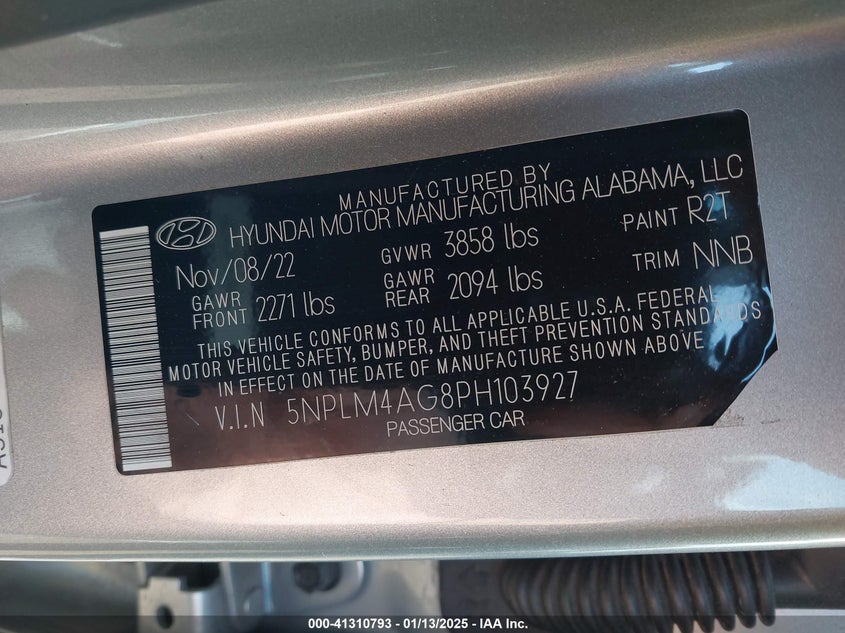 MANUFACTURED BY
HYUNDAI MOTOR MANUFACTURING ALABAMA, LLC
Nov/08/22 GVWR 3858 lbs PAINT R2T
GAWR FRONT 2271 lbs GAWR REAR 2094 lbs TRIM NNB
THIS VEHICLE CONFORMS TO ALL APPLICABLE U.S.A. FEDERAL
MOTOR VEHICLE SAFETY, BUMPER, AND THEFT PREVENTION STANDARDS
IN EFFECT ON THE DATE OF MANUFACTURE SHOWN ABOVE
V.I.N 5NPLM4AG8PH103927
PASSENGER CAR
000-41310793 - 01/13/2025 - IAA Inc.